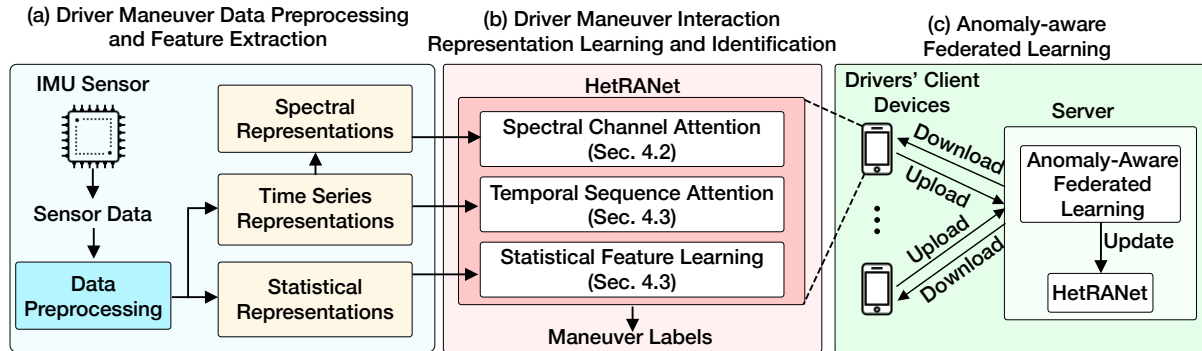 (a) Driver Maneuver Data Preprocessing
and Feature Extraction
IMU Sensor
Sensor Data
Data
Preprocessing
Spectral
Representations
Time Series
Representations
Statistical
Representations
(b) Driver Maneuver Interaction
Representation Learning and Identification
HetRANet
Spectral Channel Attention
(Sec. 4.2)
Temporal Sequence Attention
(Sec. 4.3)
Statistical Feature Learning
(Sec. 4.3)
Maneuver Labels
(c) Anomaly-aware
Federated Learning
Drivers' Client
Devices
Download
Upload
Upload
Download
Server
Anomaly-Aware
Federated
Learning
Update
HetRANet